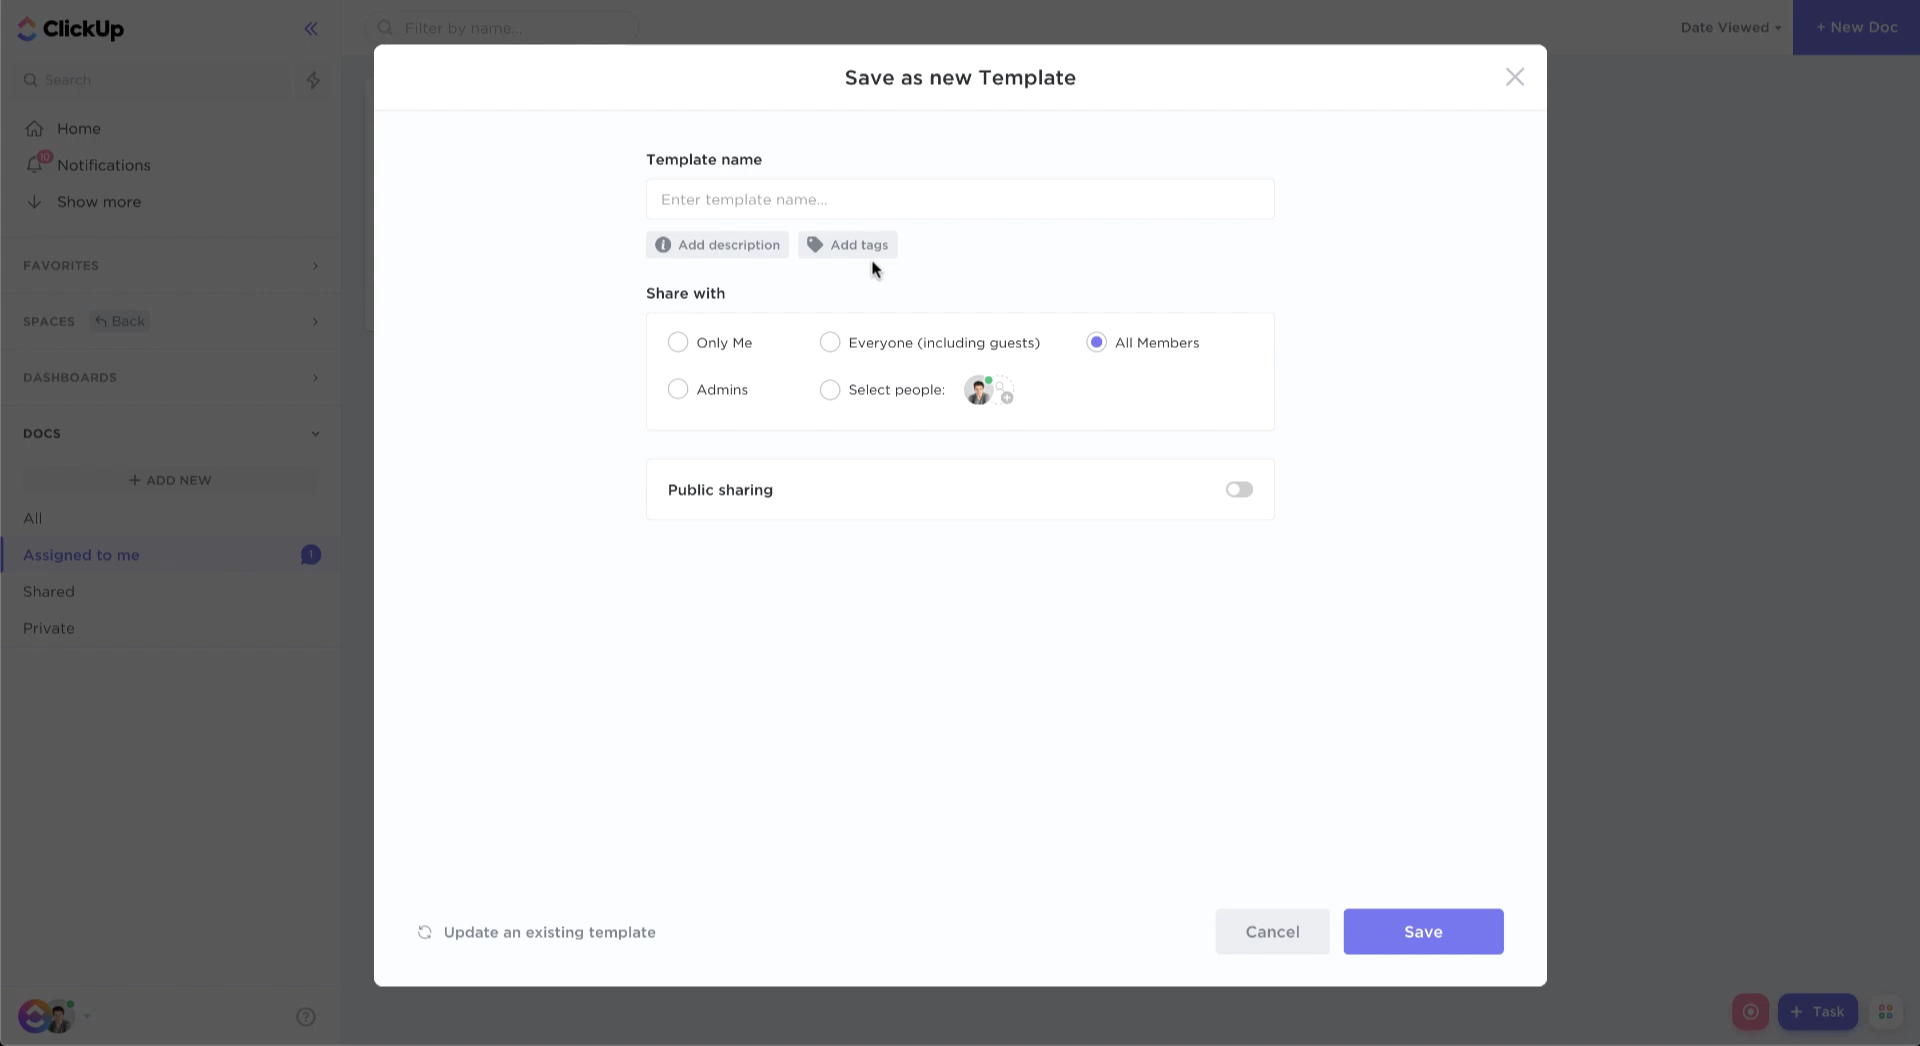 ClickUp
Filter by name...
Date Viewed
+ New Doc
Search
Home
10
Notifications
Show more
FAVORITES
SPACES Back
DASHBOARDS
DOCS
+ ADD NEW
All
Assigned to me 1
Shared
Private
Save as new Template
Template name
Enter template name...
Add description Add tags
Share with
Only Me Everyone (including guests) All Members
Admins Select people:
Public sharing
Update an existing template
Cancel Save
+ Task